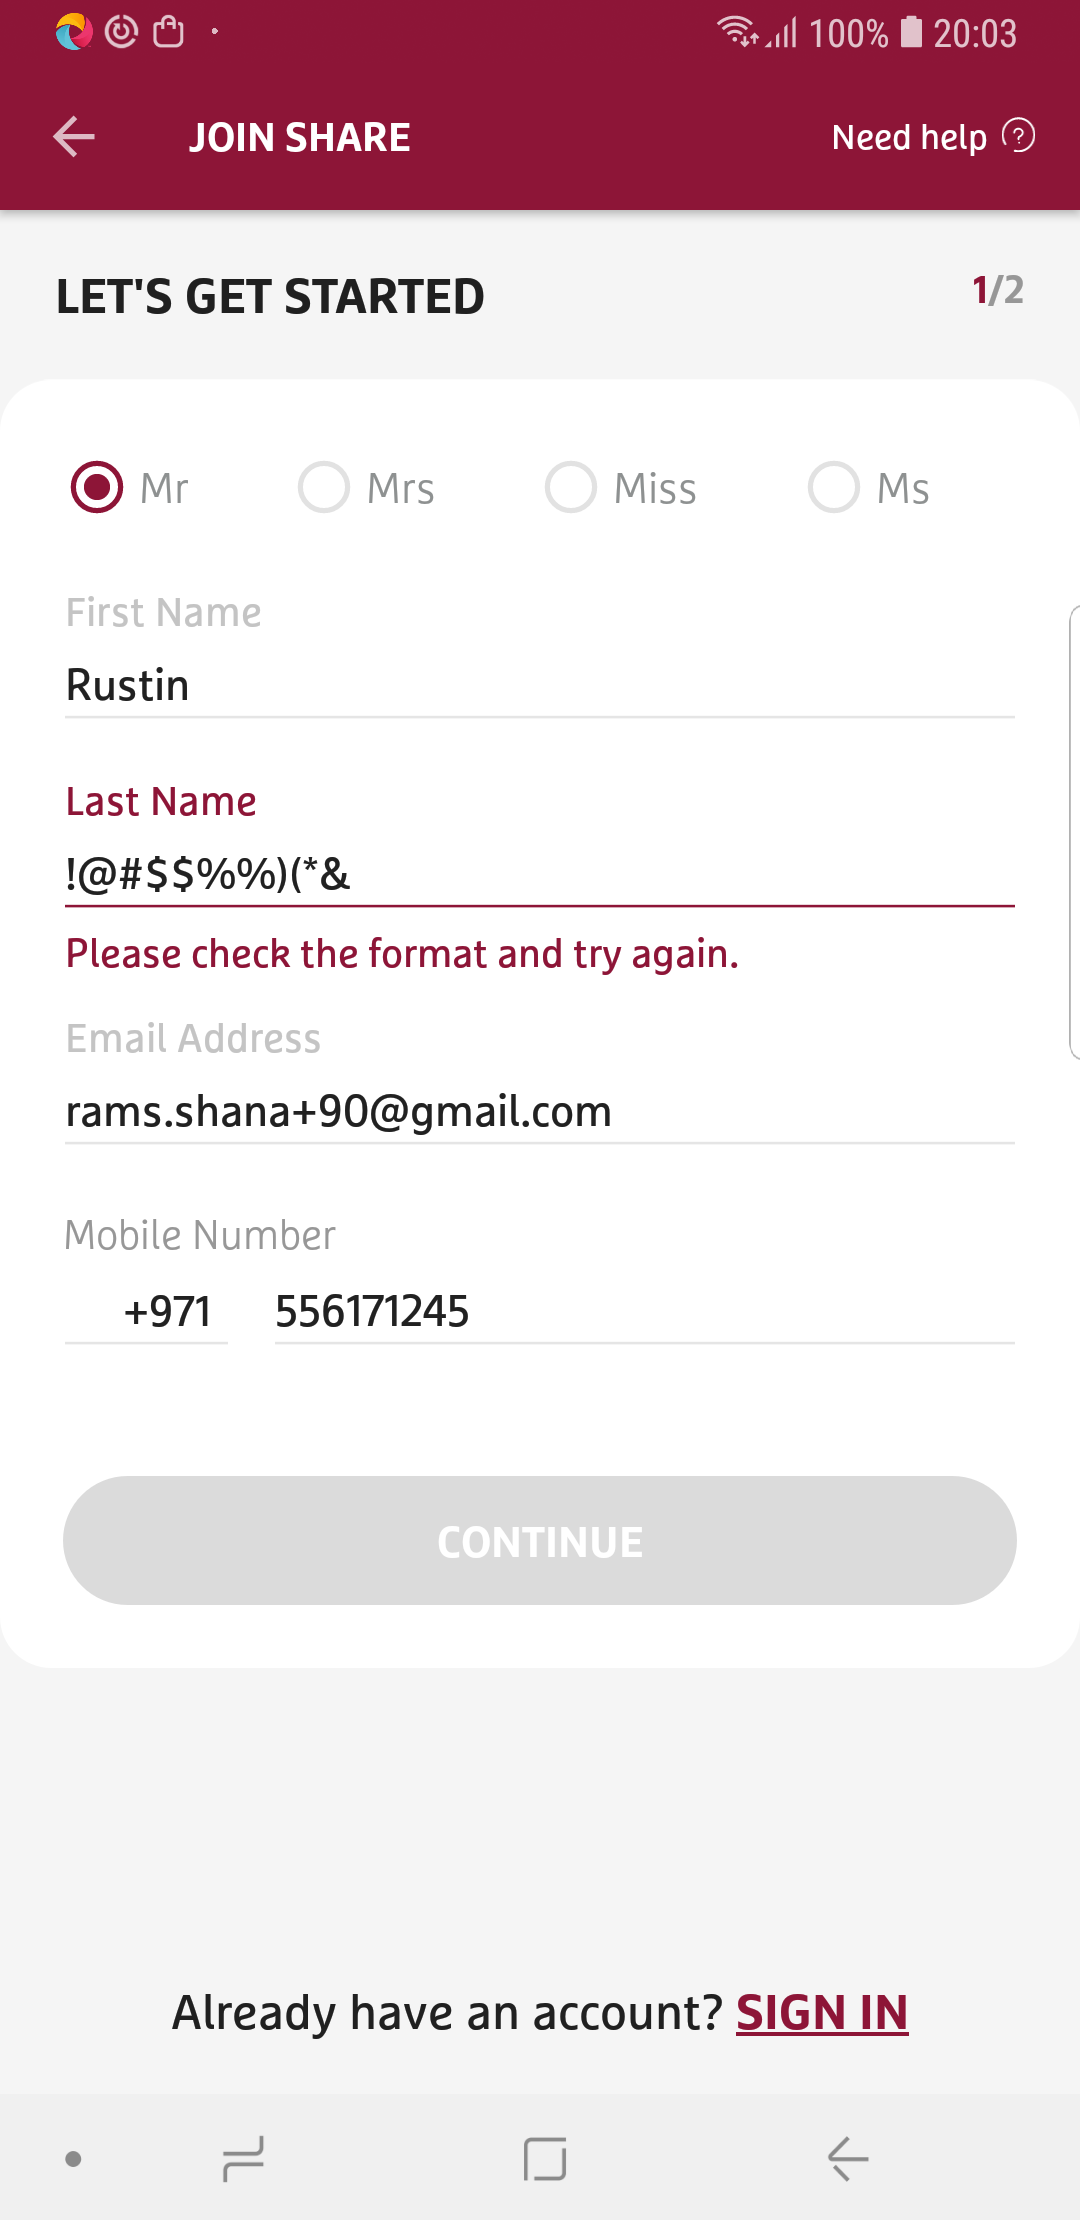 100% 20:03
JOIN SHARE Need help ?
LET'S GET STARTED 1/2
Mr Mrs Miss Ms
First Name
Rustin
Last Name
!@#$$%%)(*&
Please check the format and try again.
Email Address
rams.shana+90@gmail.com
Mobile Number
+971 556171245
CONTINUE
Already have an account? SIGN IN